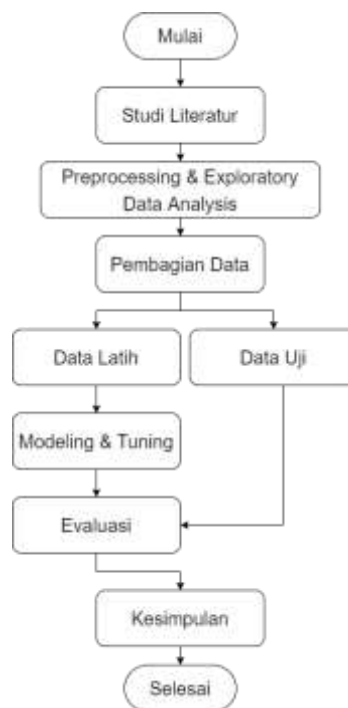 Mulai
Studi Literatur
Preprocessing & Exploratory
Data Analysis
Pembagian Data
Data Latih
Data Uji
Modeling & Tuning
Evaluasi
Kesimpulan
Selesai